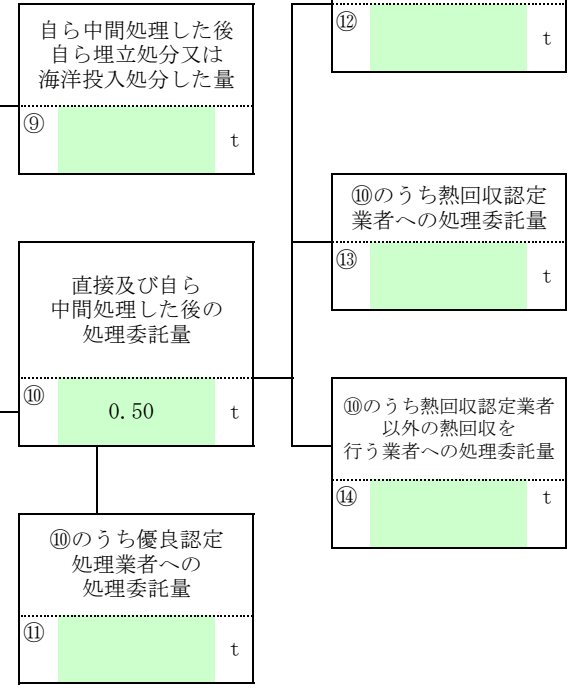 自ら中間処理した後
自ら埋立処分又は
海洋投入処分した量
⑨ t
直接及び自ら
中間処理した後の
処理委託量
⑩ 0.50 t
⑩のうち優良認定
処理業者への
処理委託量
⑪ t
⑫ t
⑩のうち熱回収認定
業者への処理委託量
⑬ t
⑩のうち熱回収認定業者
以外の熱回収を
行う業者への処理委託量
⑭ t